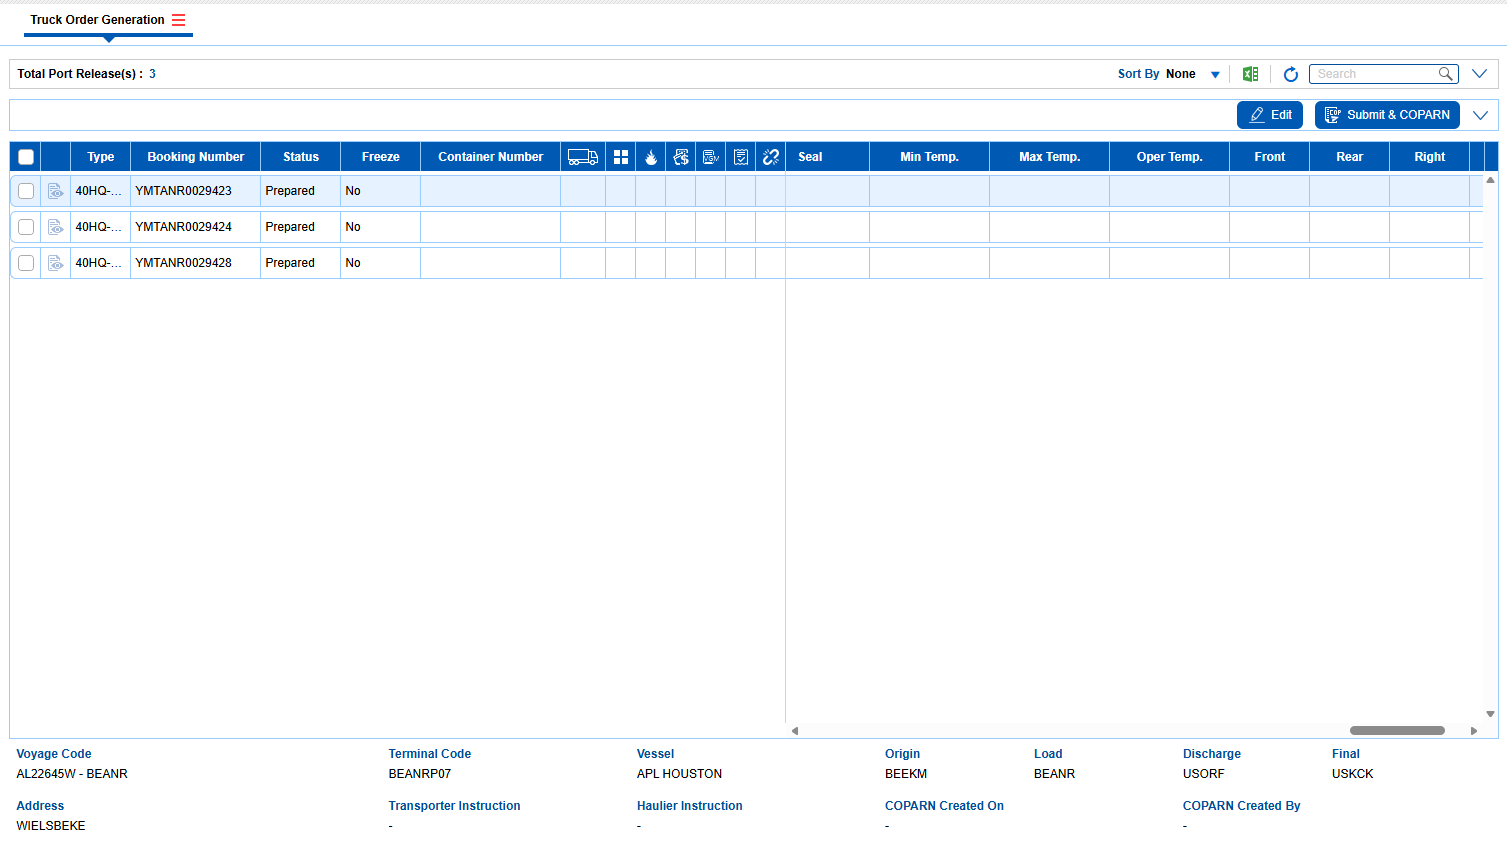 Truck Order Generation
Total Port Release(s) : 3
Sort By None
Search
Edit
COP Submit & COPARN
Type Booking Number Status Freeze Container Number VGM Seal Min Temp. Max Temp. Oper Temp. Front Rear Right
40HQ-... YMTANR0029423 Prepared No
40HQ-... YMTANR0029424 Prepared No
40HQ-... YMTANR0029428 Prepared No
Voyage Code Terminal Code Vessel Origin Load Discharge Final
AL22645W - BEANR BEANRP07 APL HOUSTON BEEKM BEANR USORF USKCK
Address Transporter Instruction Haulier Instruction COPARN Created On COPARN Created By
WIELSBEKE - - - -